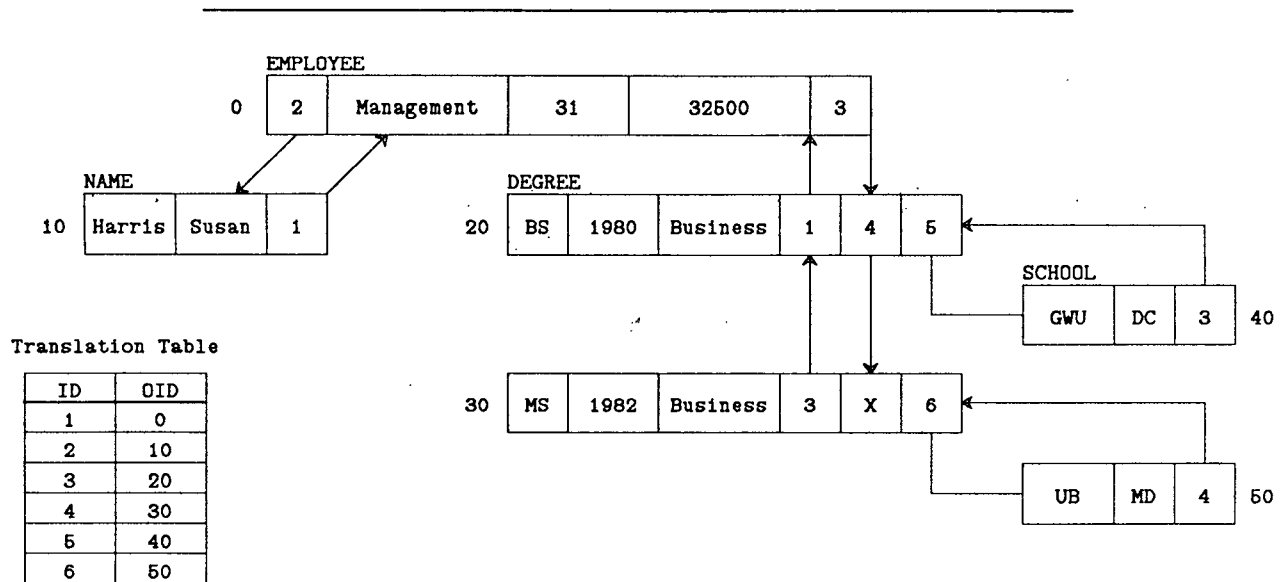 EMPLOYEE
0 2 Management 31 32500 3
NAME
10 Harris Susan 1
DEGREE
20 BS 1980 Business 1 4 5
SCHOOL
GWU DC 3 40
Translation Table
ID OID
1 0
2 10
3 20
4 30
5 40
6 50
30 MS 1982 Business 3 X 6
UB MD 4 50